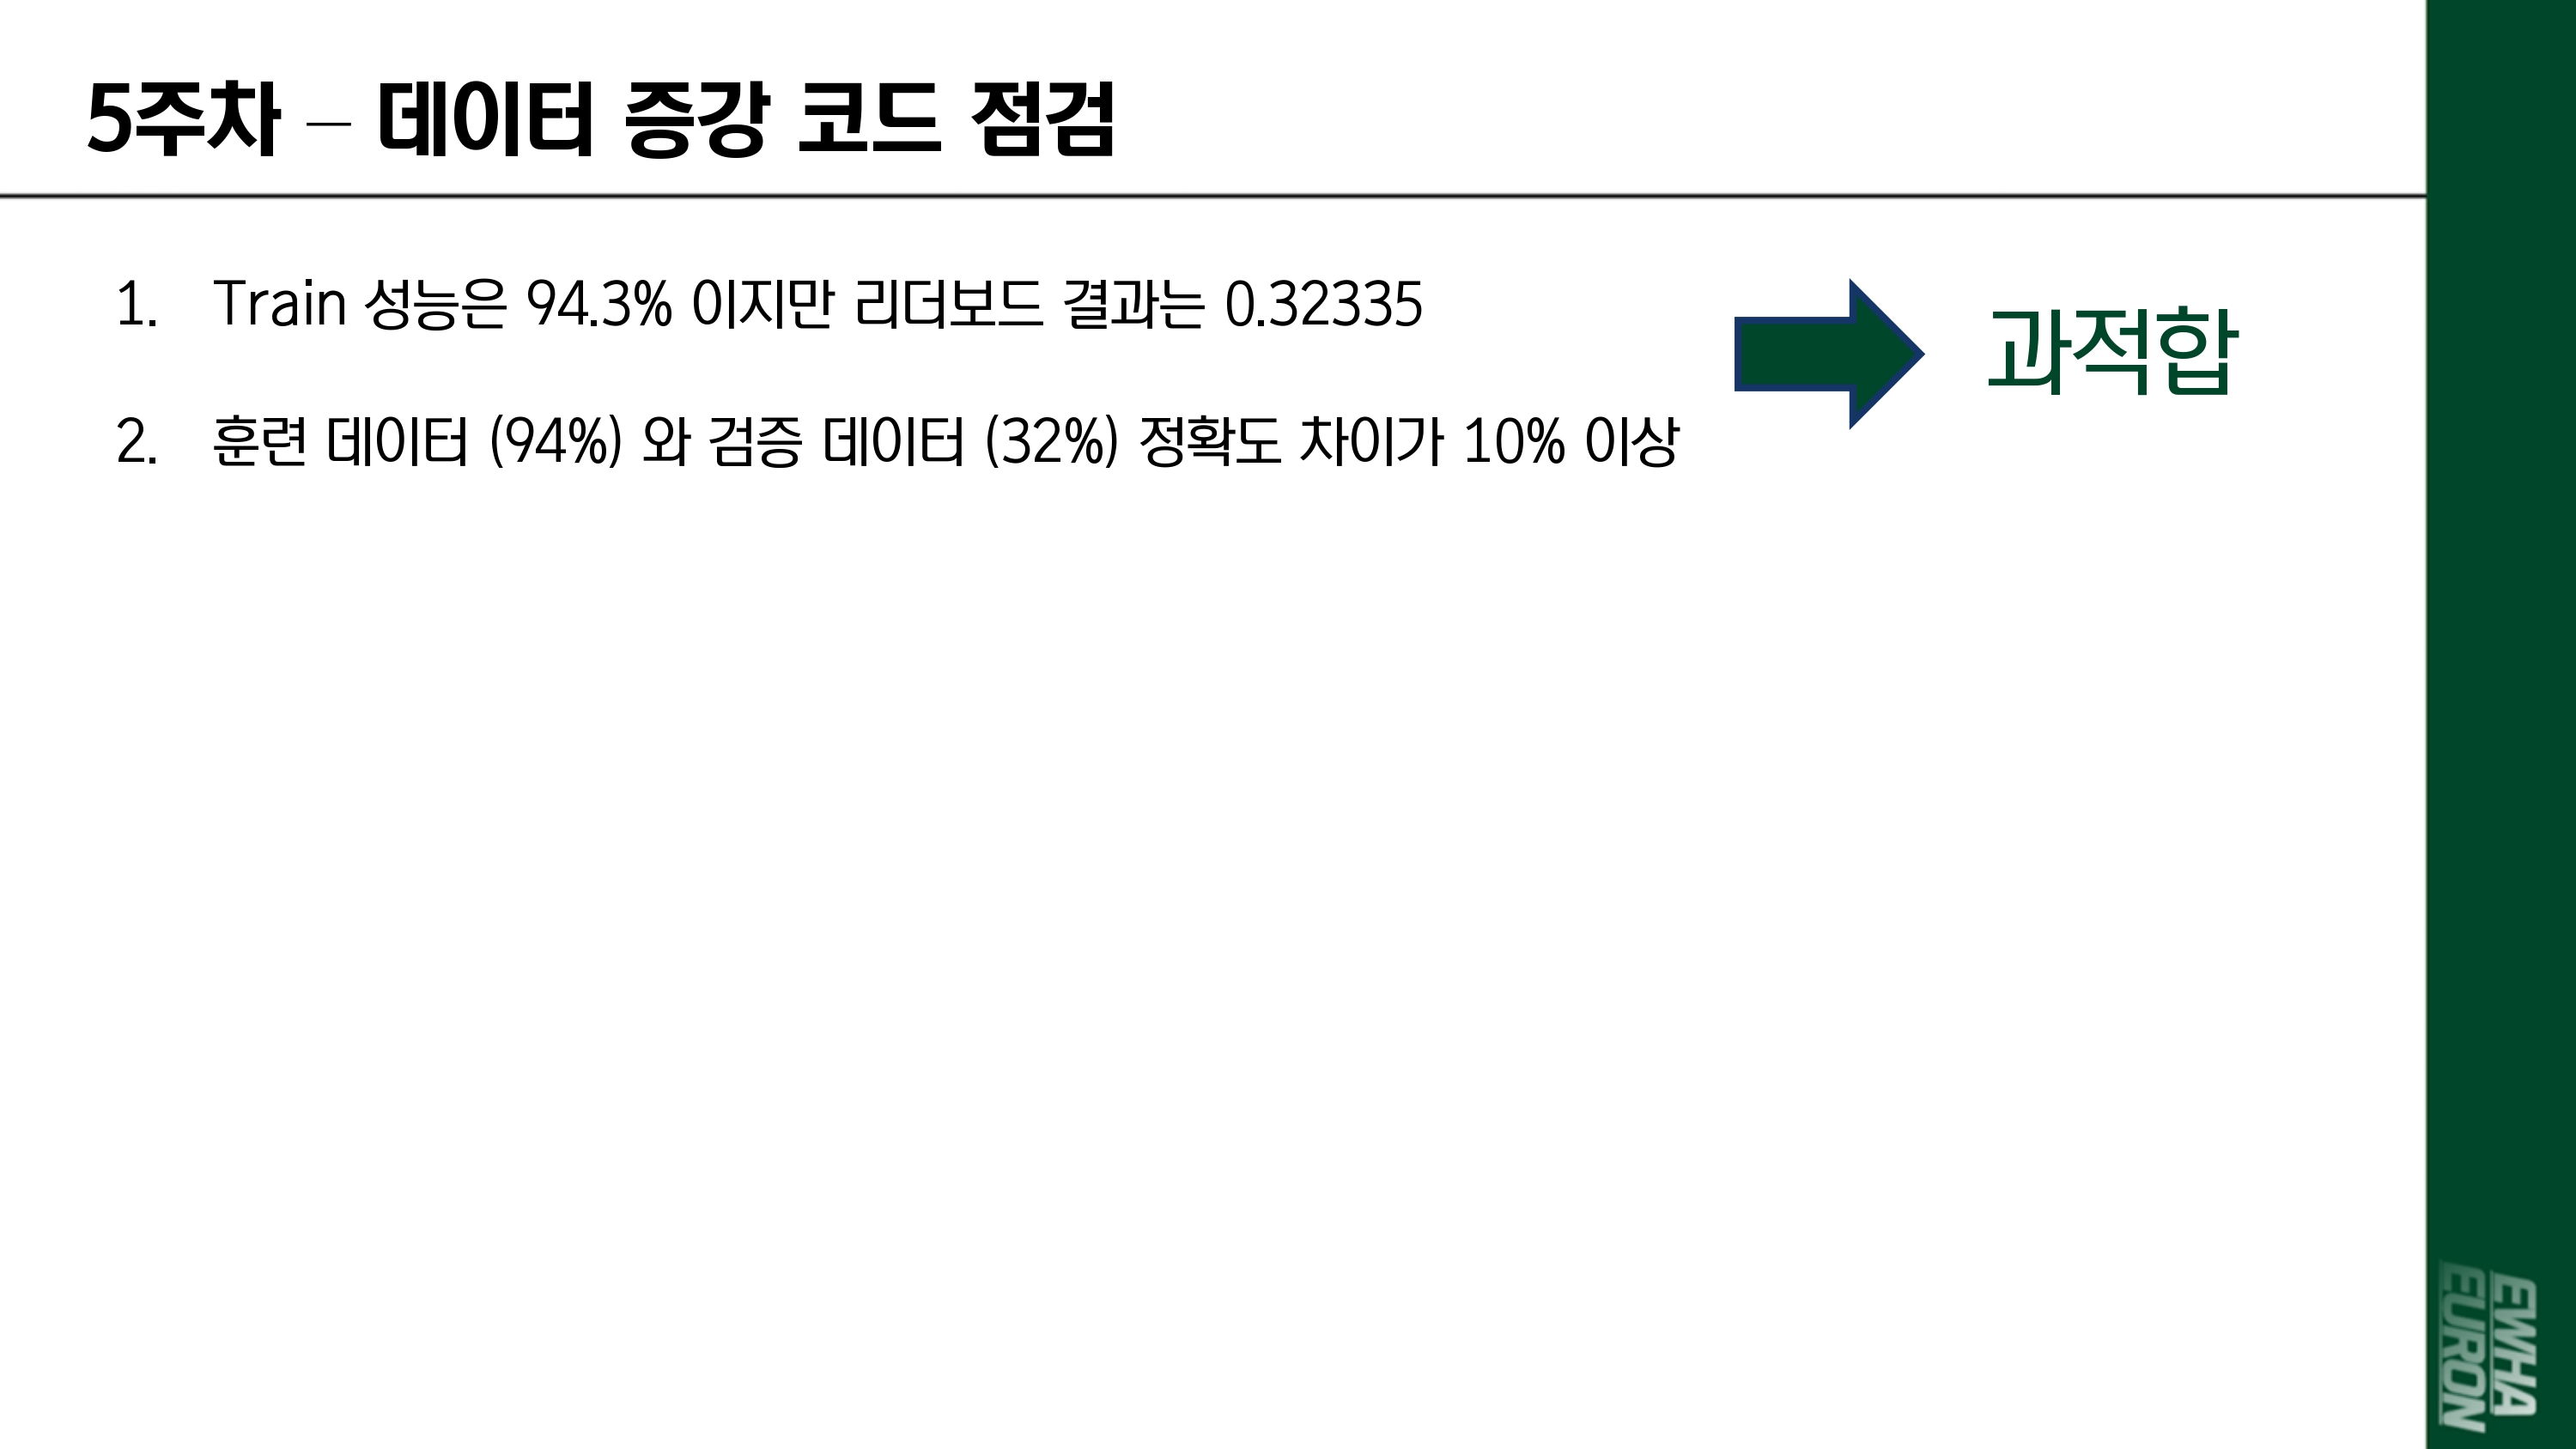 5주차 – 데이터 증강 코드 점검
1. Train 성능은 94.3% 이지만 리더보드 결과는 0.32335
2. 훈련 데이터 (94%) 와 검증 데이터 (32%) 정확도 차이가 10% 이상
과적합
EWHA
EURON